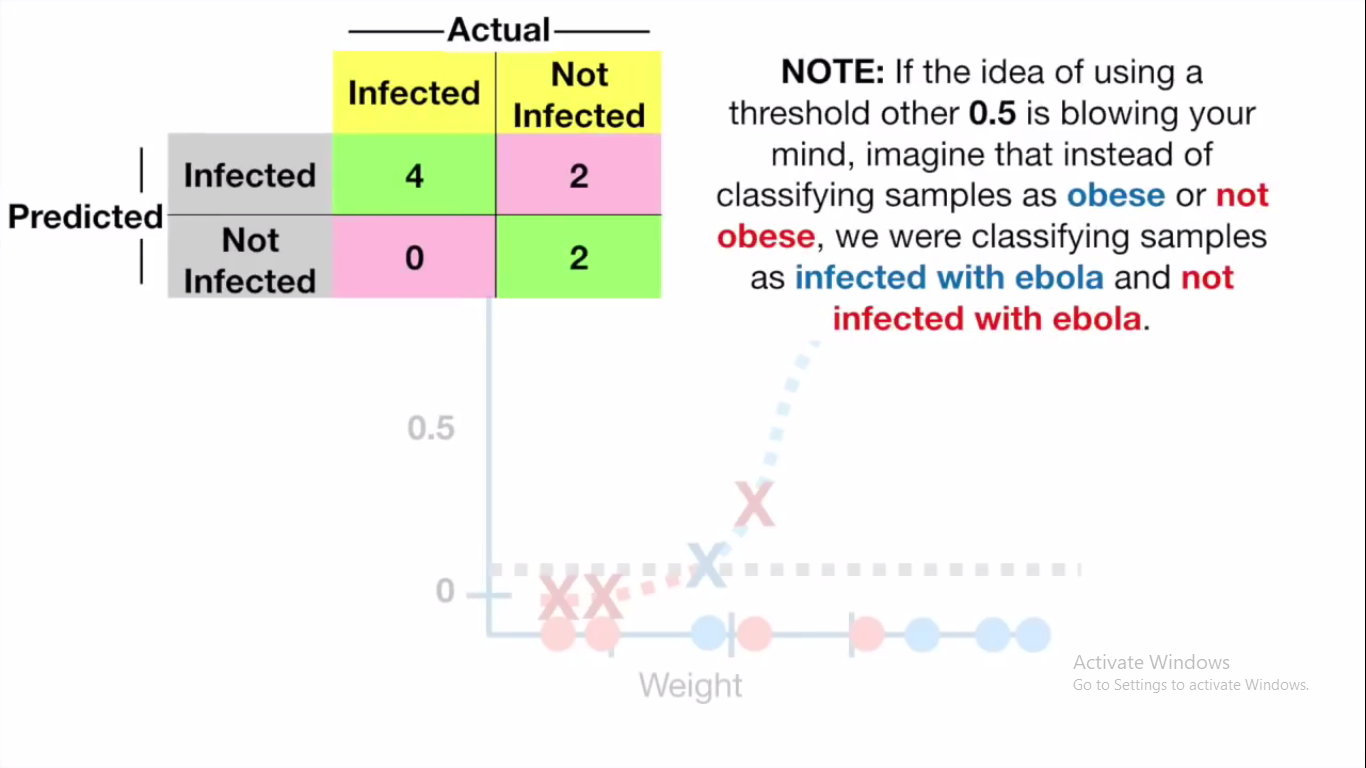 Actual
Infected
Not
Infected
Predicted
Infected
4
2
Not
Infected
0
2
NOTE: If the idea of using a
threshold other 0.5 is blowing your
mind, imagine that instead of
classifying samples as obese or not
obese, we were classifying samples
as infected with ebola and not
infected with ebola.
0.5
X
X
X
X
0
Weight
Activate Windows
Go to Settings to activate Windows.